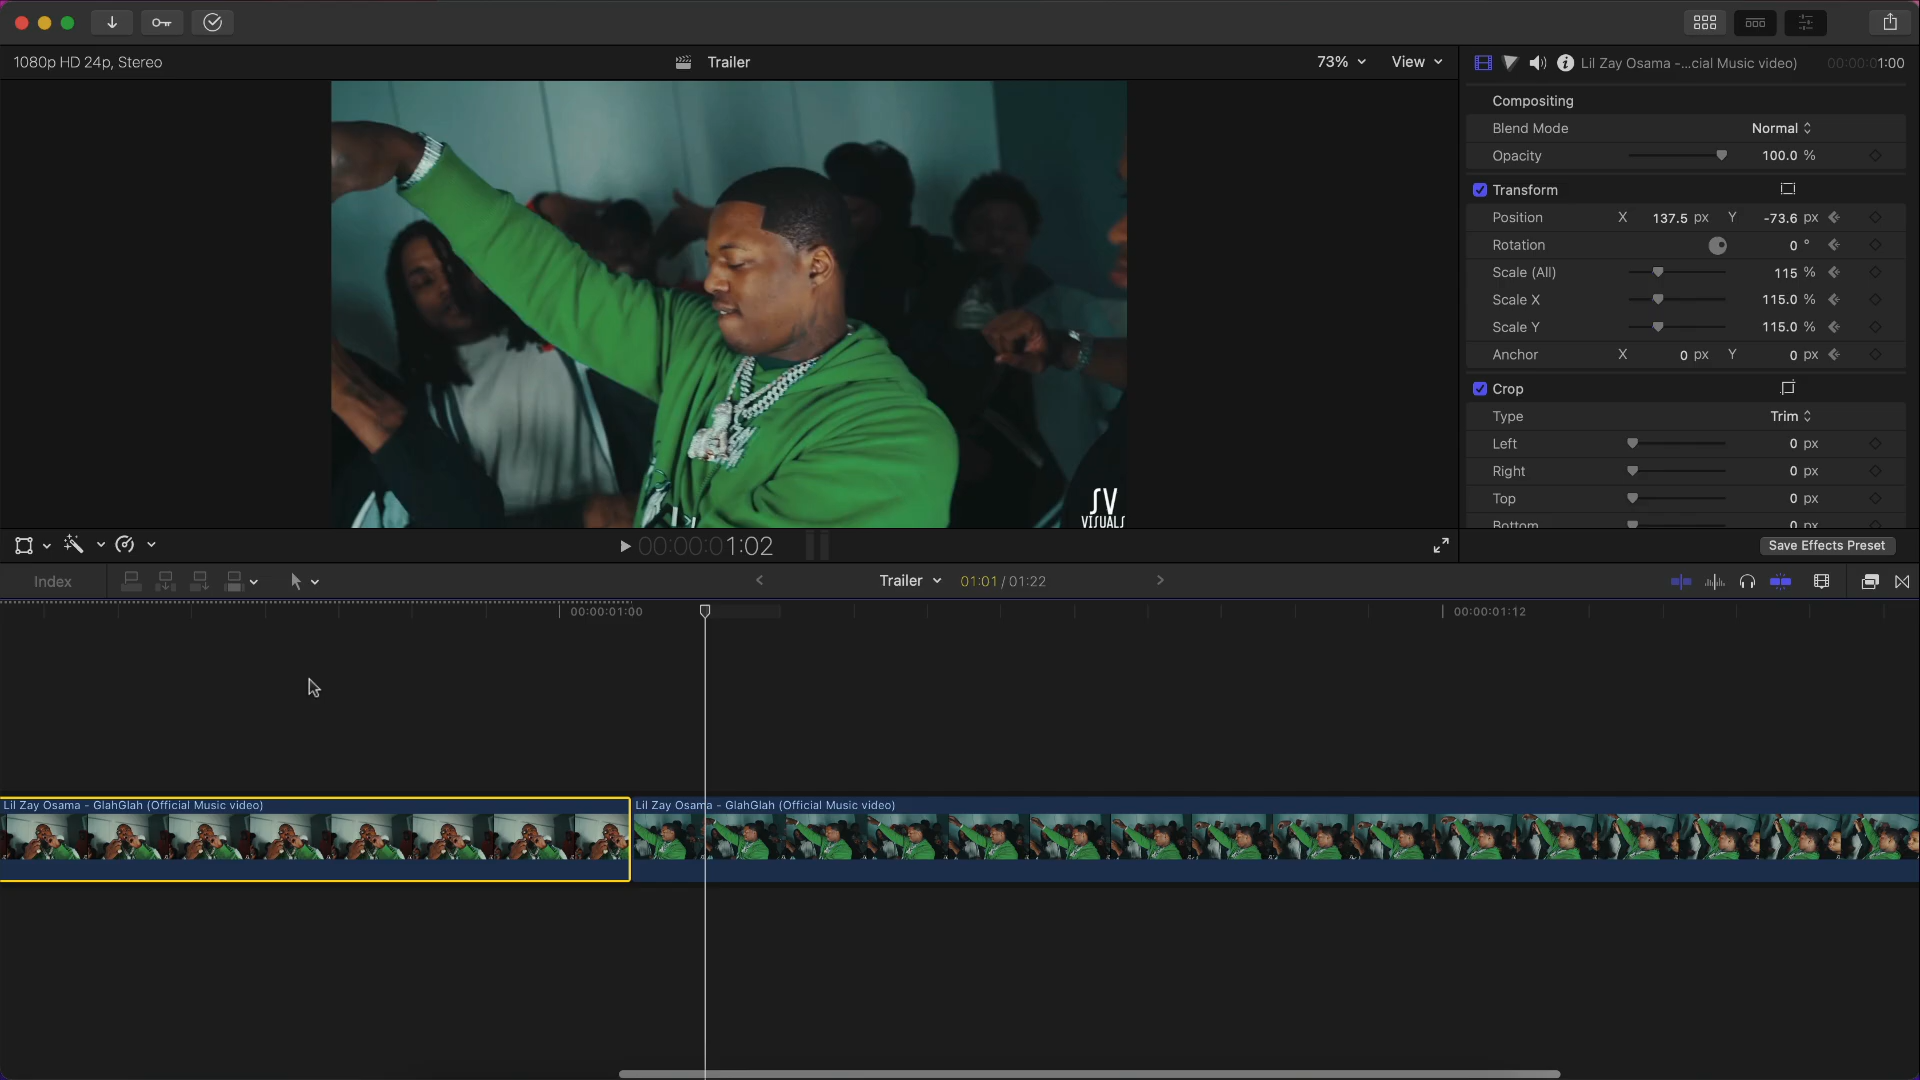 1080p HD 24p, Stereo
Trailer
73%
View
Lil Zay Osama -...cial Music video)
00:00:01:00
Compositing
Blend Mode
Normal
Opacity
100.0 %
Transform
Position
X 137.5 px Y -73.6 px
Rotation
0 °
Scale (All)
115 %
Scale X
115.0 %
Scale Y
115.0 %
Anchor
X 0 px Y 0 px
Crop
Type
Trim
Left
0 px
Right
0 px
Top
0 px
Bottom
0 px
SV
VISUALS
00:00:01:02
Save Effects Preset
Index
Trailer
01:01 / 01:22
00:00:01:00
00:00:01:12
Lil Zay Osama - GlahGlah (Official Music video)
Lil Zay Osama - GlahGlah (Official Music video)